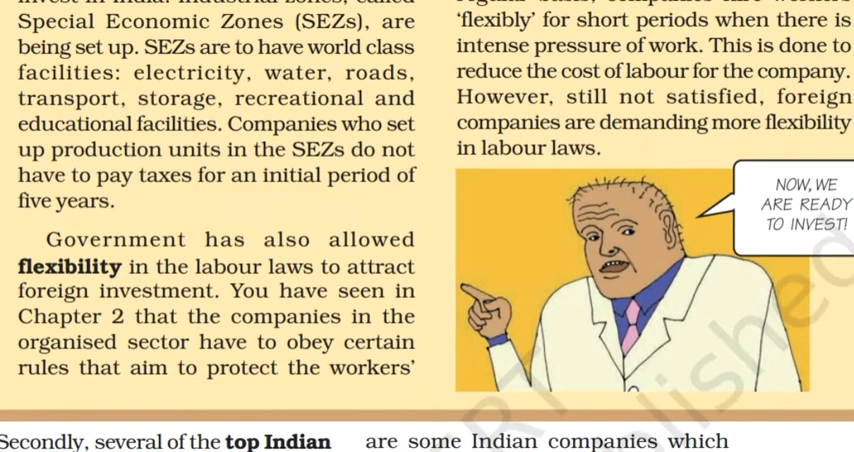 Special Economic Zones (SEZs), are
being set up. SEZs are to have world class
facilities: electricity, water, roads,
transport, storage, recreational and
educational facilities. Companies who set
up production units in the SEZs do not
have to pay taxes for an initial period of
five years.
Government has also allowed
flexibility in the labour laws to attract
foreign investment. You have seen in
Chapter 2 that the companies in the
organised sector have to obey certain
rules that aim to protect the workers’
‘flexibly’ for short periods when there is
intense pressure of work. This is done to
reduce the cost of labour for the company.
However, still not satisfied, foreign
companies are demanding more flexibility
in labour laws.
NOW, WE
ARE READY
TO INVEST!
Secondly, several of the top Indian
are some Indian companies which